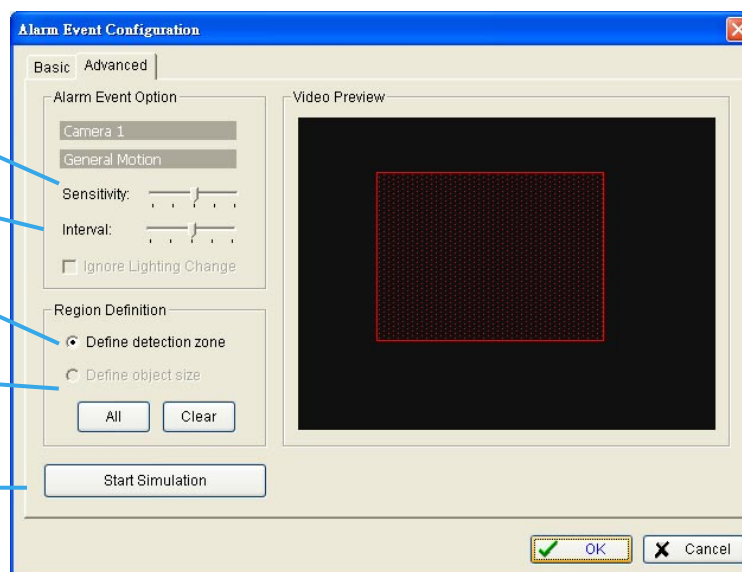 Alarm Event Configuration
Basic
Advanced
Alarm Event Option
Camera 1
General Motion
Sensitivity:
Interval:
Ignore Lighting Change
Region Definition
Define detection zone
Define object size
All
Clear
Start Simulation
Video Preview
OK
Cancel